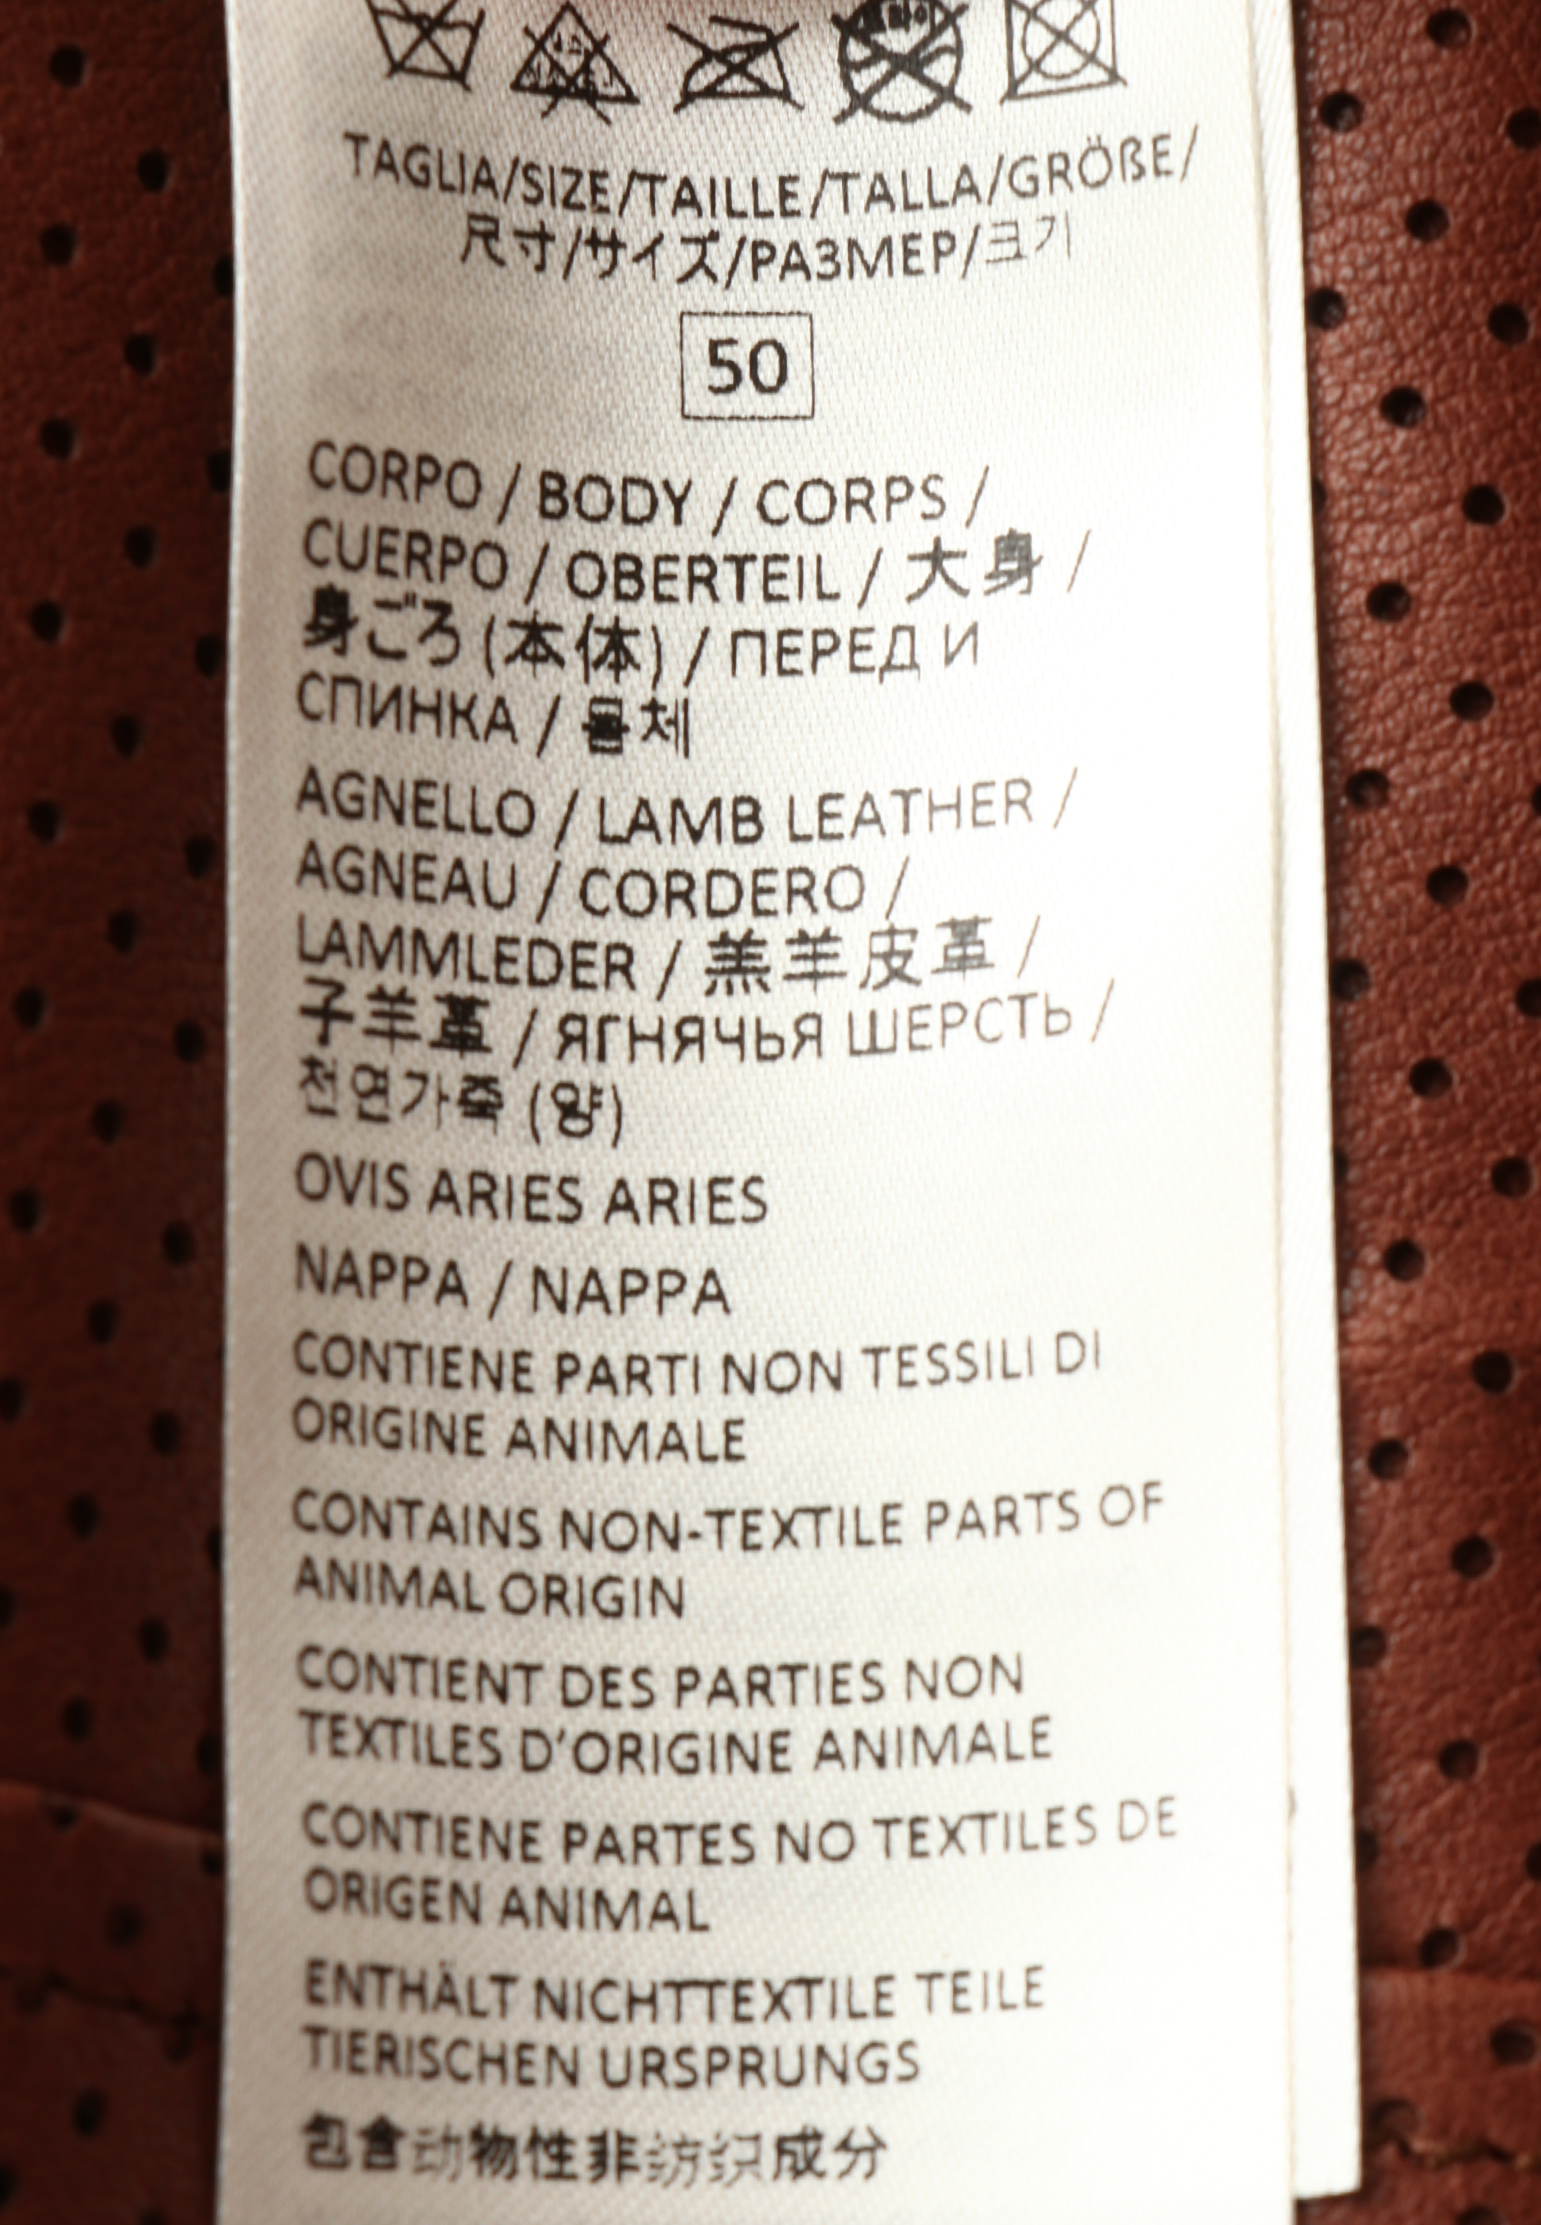 TAGLIA/SIZE/TAILLE/TALLA/GRÖßE/
尺寸/サイズ/РАЗМЕР/크기
50
CORPO / BODY / CORPS /
CUERPO / OBERTEIL / 大身 /
身ごろ (本体) / ПЕРЕД И
СПИНКА / 몸체
AGNELLO / LAMB LEATHER /
AGNEAU / CORDERO /
LAMMLEDER / 羔羊皮革 /
子羊革 / ЯГНЯЧЬЯ ШЕРСТЬ /
천연가죽 (양)
OVIS ARIES ARIES
NAPPA / NAPPA
CONTIENE PARTI NON TESSILI DI
ORIGINE ANIMALE
CONTAINS NON-TEXTILE PARTS OF
ANIMAL ORIGIN
CONTIENT DES PARTIES NON
TEXTILES D'ORIGINE ANIMALE
CONTIENE PARTES NO TEXTILES DE
ORIGEN ANIMAL
ENTHÄLT NICHTTEXTILE TEILE
TIERISCHEN URSPRUNGS
包含动物性非纺织成分